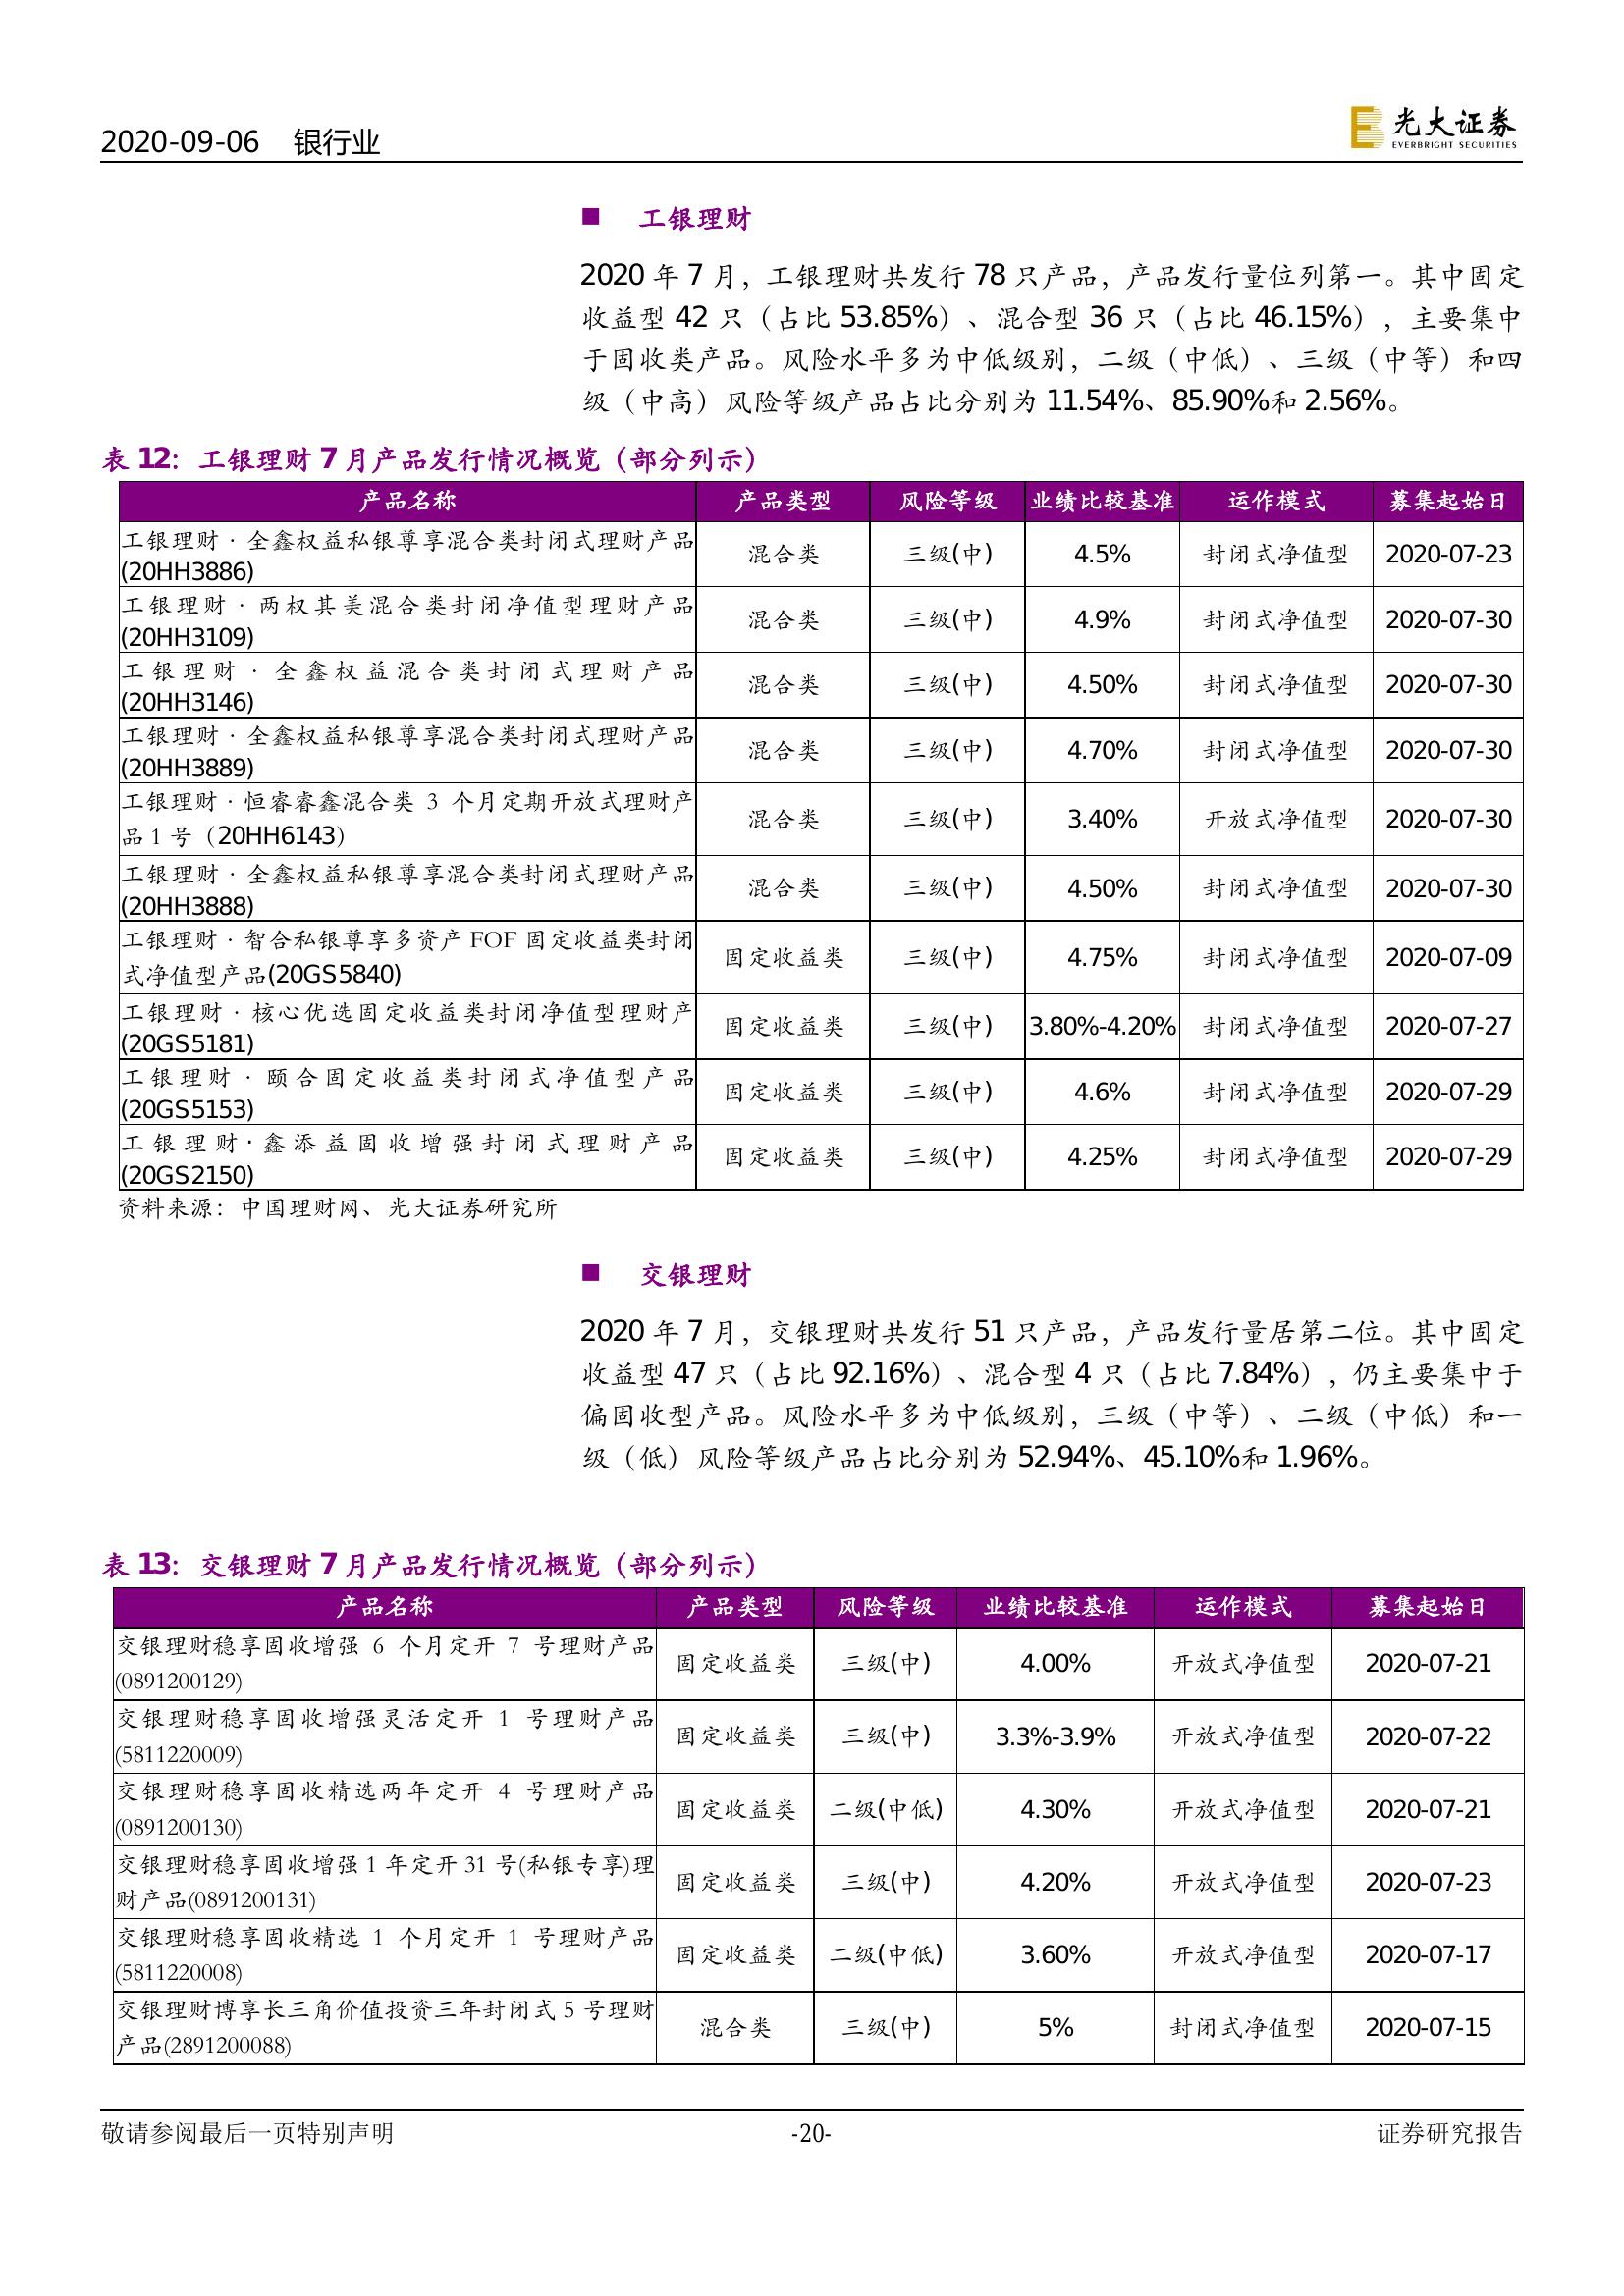 2020-09-06 银行业
光大证券
EVERBRIGHT SECURITIES
■ 工银理财
2020 年 7 月，工银理财共发行 78 只产品，产品发行量位列第一。其中固定
收益型 42 只（占比 53.85%）、混合型 36 只（占比 46.15%），主要集中
于固收类产品。风险水平多为中低级别，二级（中低）、三级（中等）和四
级（中高）风险等级产品占比分别为 11.54%、85.90%和 2.56%。
表 12：工银理财 7 月产品发行情况概览（部分列示）
产品名称 产品类型 风险等级 业绩比较基准 运作模式 募集起始日
工银理财·全鑫权益私银尊享混合类封闭式理财产品
(20HH3886) 混合类 三级(中) 4.5% 封闭式净值型 2020-07-23
工银理财·两权其美混合类封闭净值型理财产品
(20HH3109) 混合类 三级(中) 4.9% 封闭式净值型 2020-07-30
工银理财·全鑫权益混合类封闭式理财产品
(20HH3146) 混合类 三级(中) 4.50% 封闭式净值型 2020-07-30
工银理财·全鑫权益私银尊享混合类封闭式理财产品
(20HH3889) 混合类 三级(中) 4.70% 封闭式净值型 2020-07-30
工银理财·恒睿睿鑫混合类 3 个月定期开放式理财产
品 1 号（20HH6143） 混合类 三级(中) 3.40% 开放式净值型 2020-07-30
工银理财·全鑫权益私银尊享混合类封闭式理财产品
(20HH3888) 混合类 三级(中) 4.50% 封闭式净值型 2020-07-30
工银理财·智合私银尊享多资产 FOF 固定收益类封闭
式净值型产品(20GS5840) 固定收益类 三级(中) 4.75% 封闭式净值型 2020-07-09
工银理财·核心优选固定收益类封闭净值型理财产
(20GS5181) 固定收益类 三级(中) 3.80%-4.20% 封闭式净值型 2020-07-27
工银理财·颐合固定收益类封闭式净值型产品
(20GS5153) 固定收益类 三级(中) 4.6% 封闭式净值型 2020-07-29
工银理财·鑫添益固收增强封闭式理财产品
(20GS2150) 固定收益类 三级(中) 4.25% 封闭式净值型 2020-07-29
资料来源：中国理财网、光大证券研究所
■ 交银理财
2020 年 7 月，交银理财共发行 51 只产品，产品发行量居第二位。其中固定
收益型 47 只（占比 92.16%）、混合型 4 只（占比 7.84%），仍主要集中于
偏固收型产品。风险水平多为中低级别，三级（中等）、二级（中低）和一
级（低）风险等级产品占比分别为 52.94%、45.10%和 1.96%。
表 13：交银理财 7 月产品发行情况概览（部分列示）
产品名称 产品类型 风险等级 业绩比较基准 运作模式 募集起始日
交银理财稳享固收增强 6 个月定开 7 号理财产品
(0891200129) 固定收益类 三级(中) 4.00% 开放式净值型 2020-07-21
交银理财稳享固收增强灵活定开 1 号理财产品
(5811220009) 固定收益类 三级(中) 3.3%-3.9% 开放式净值型 2020-07-22
交银理财稳享固收精选两年定开 4 号理财产品
(0891200130) 固定收益类 二级(中低) 4.30% 开放式净值型 2020-07-21
交银理财稳享固收增强 1 年定开 31 号(私银专享)理
财产品(0891200131) 固定收益类 三级(中) 4.20% 开放式净值型 2020-07-23
交银理财稳享固收精选 1 个月定开 1 号理财产品
(5811220008) 固定收益类 二级(中低) 3.60% 开放式净值型 2020-07-17
交银理财博享长三角价值投资三年封闭式 5 号理财
产品(2891200088) 混合类 三级(中) 5% 封闭式净值型 2020-07-15
敬请参阅最后一页特别声明 -20- 证券研究报告